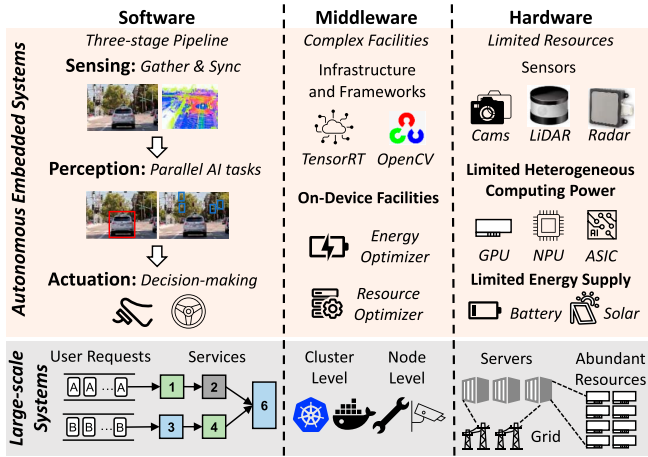 Software
Middleware
Hardware
Autonomous Embedded Systems
Three-stage Pipeline
Sensing: Gather & Sync
Perception: Parallel AI tasks
Actuation: Decision-making
Complex Facilities
Infrastructure
and Frameworks
TensorRT OpenCV
On-Device Facilities
Energy
Optimizer
Resource
Optimizer
Limited Resources
Sensors
Cams LiDAR Radar
Limited Heterogeneous
Computing Power
AI
GPU NPU ASIC
Limited Energy Supply
Battery Solar
Large-scale
Systems
User Requests Services
A A ... A 1 2
6
B B ... B 3 4
Cluster
Level
Node
Level
Servers
Grid
Abundant
Resources